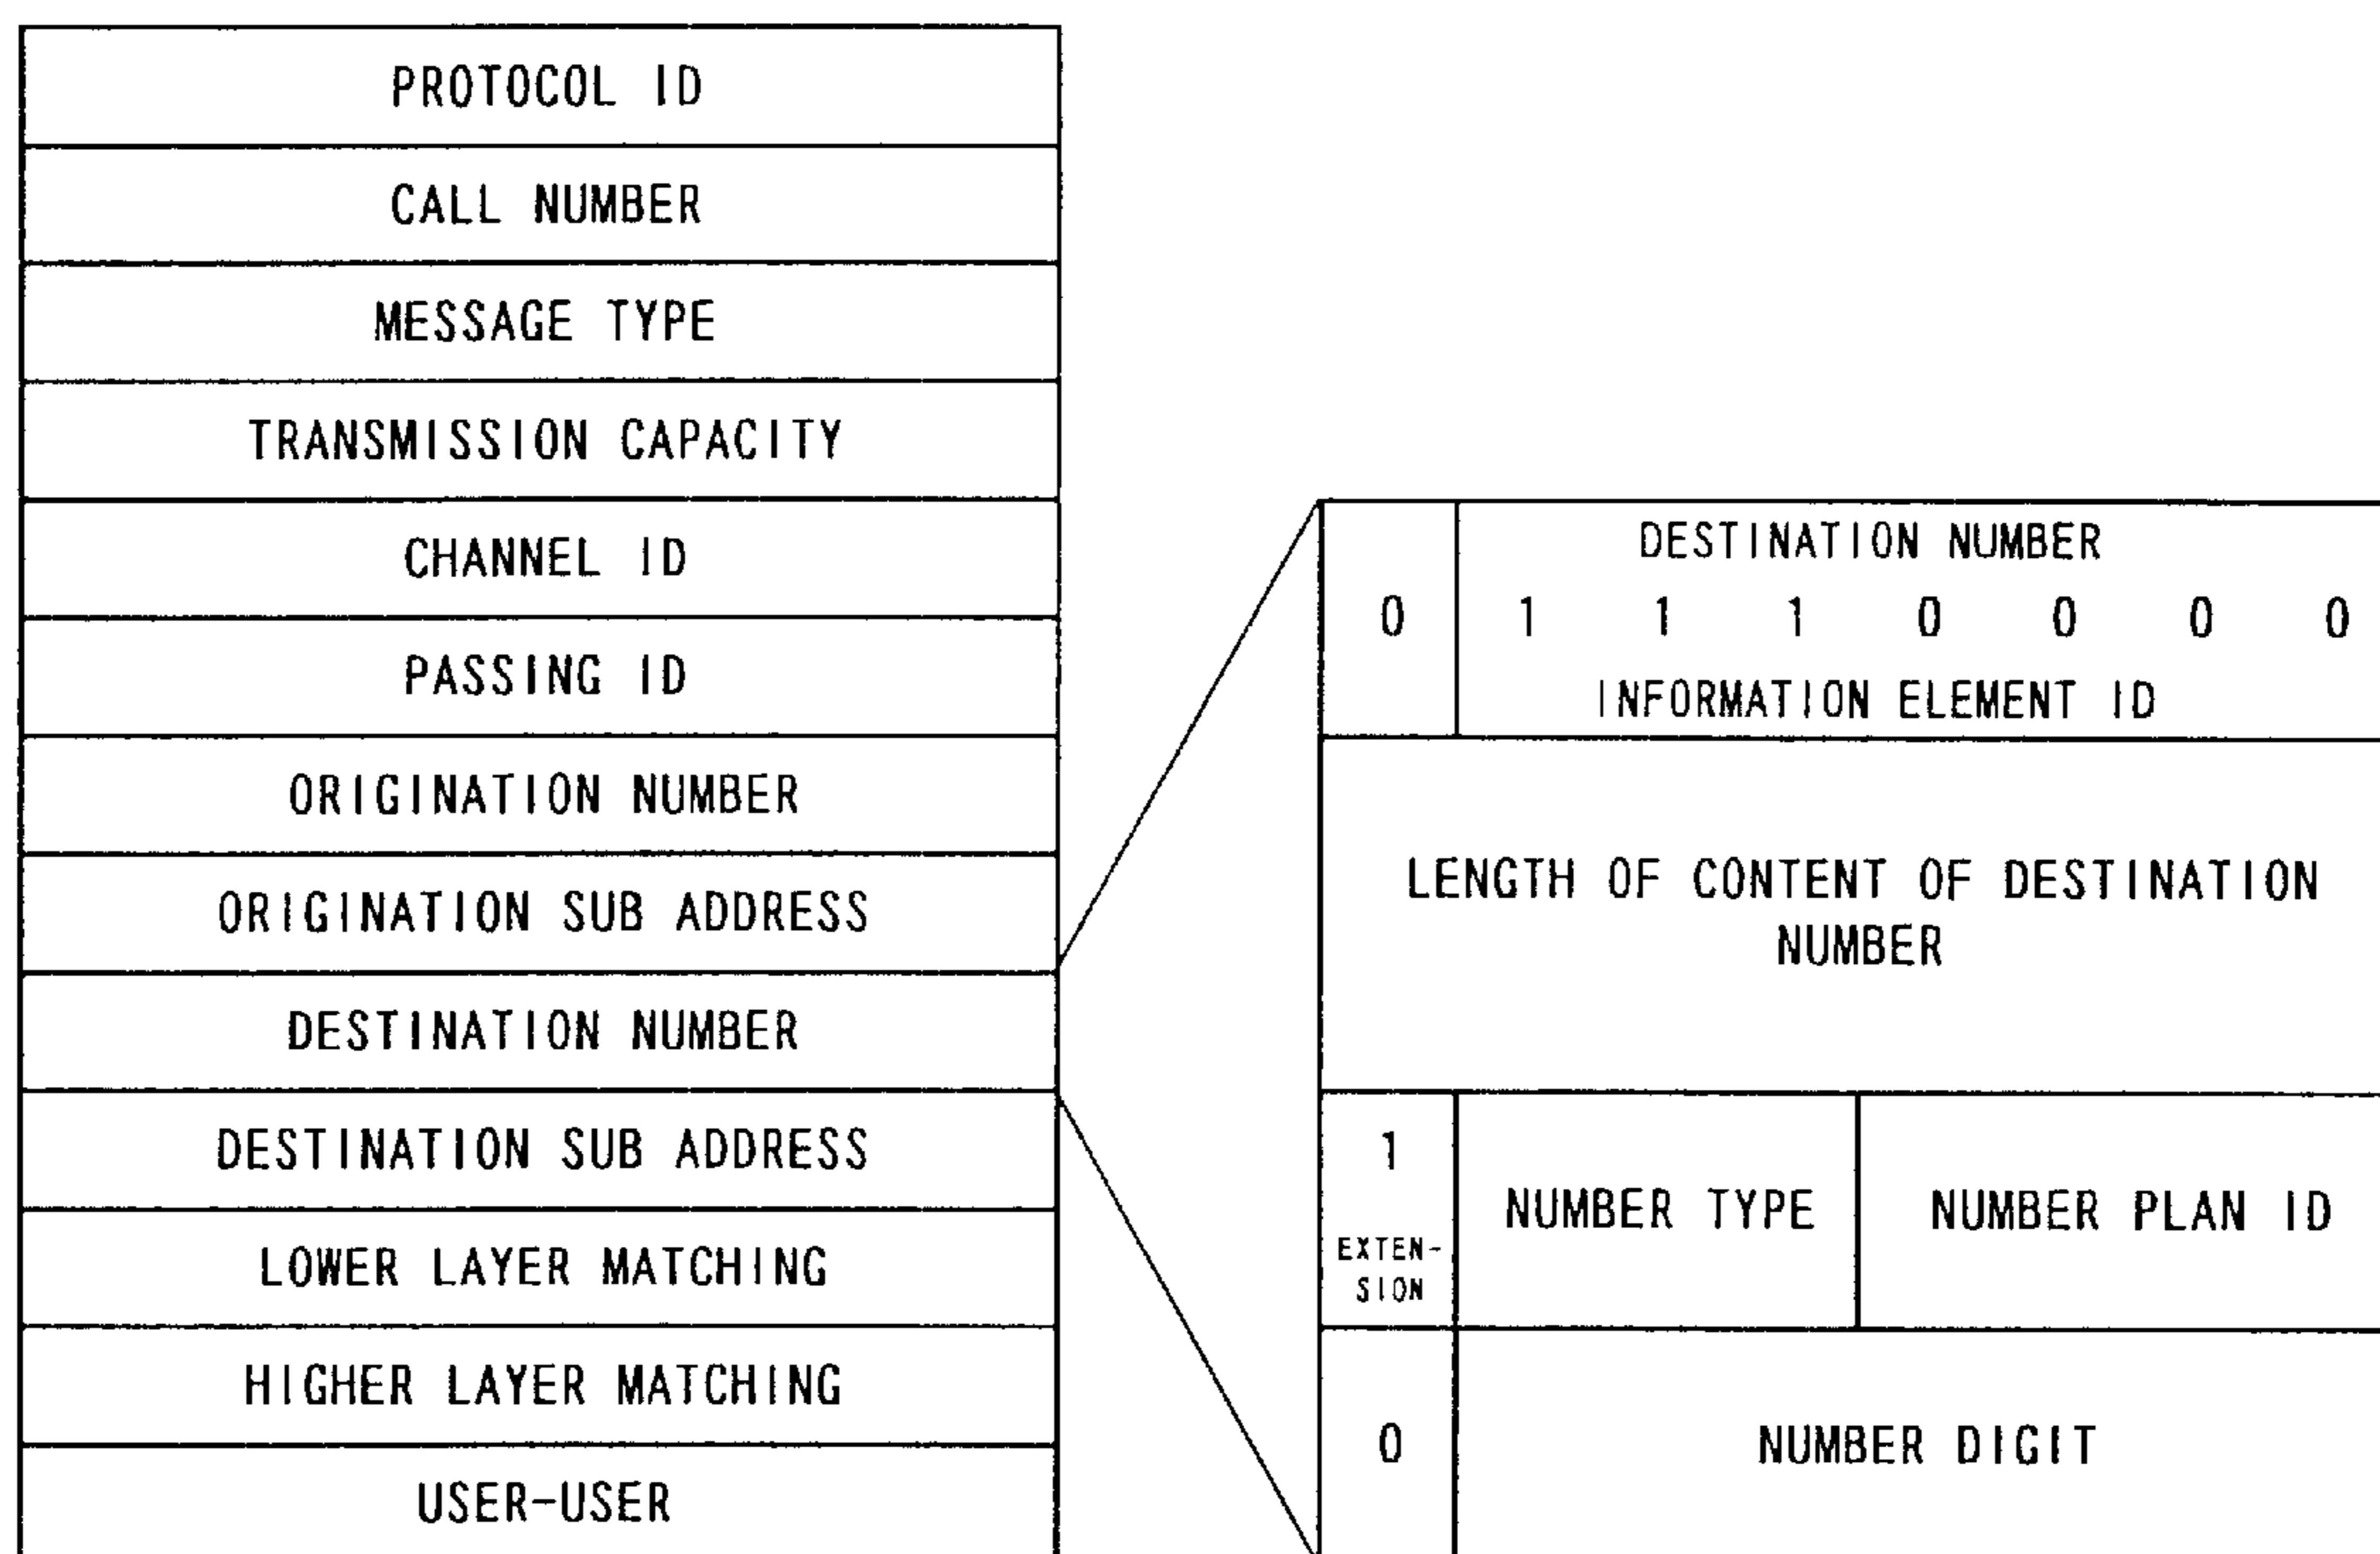 PROTOCOL ID
CALL NUMBER
MESSAGE TYPE
TRANSMISSION CAPACITY
CHANNEL ID
PASSING ID
ORIGINATION NUMBER
ORIGINATION SUB ADDRESS
DESTINATION NUMBER
DESTINATION SUB ADDRESS
LOWER LAYER MATCHING
HIGHER LAYER MATCHING
USER-USER
DESTINATION NUMBER
0 1 1 1 0 0 0 0
INFORMATION ELEMENT ID
LENGTH OF CONTENT OF DESTINATION
NUMBER
1
EXTEN-
SION
NUMBER TYPE
NUMBER PLAN ID
0
NUMBER DIGIT